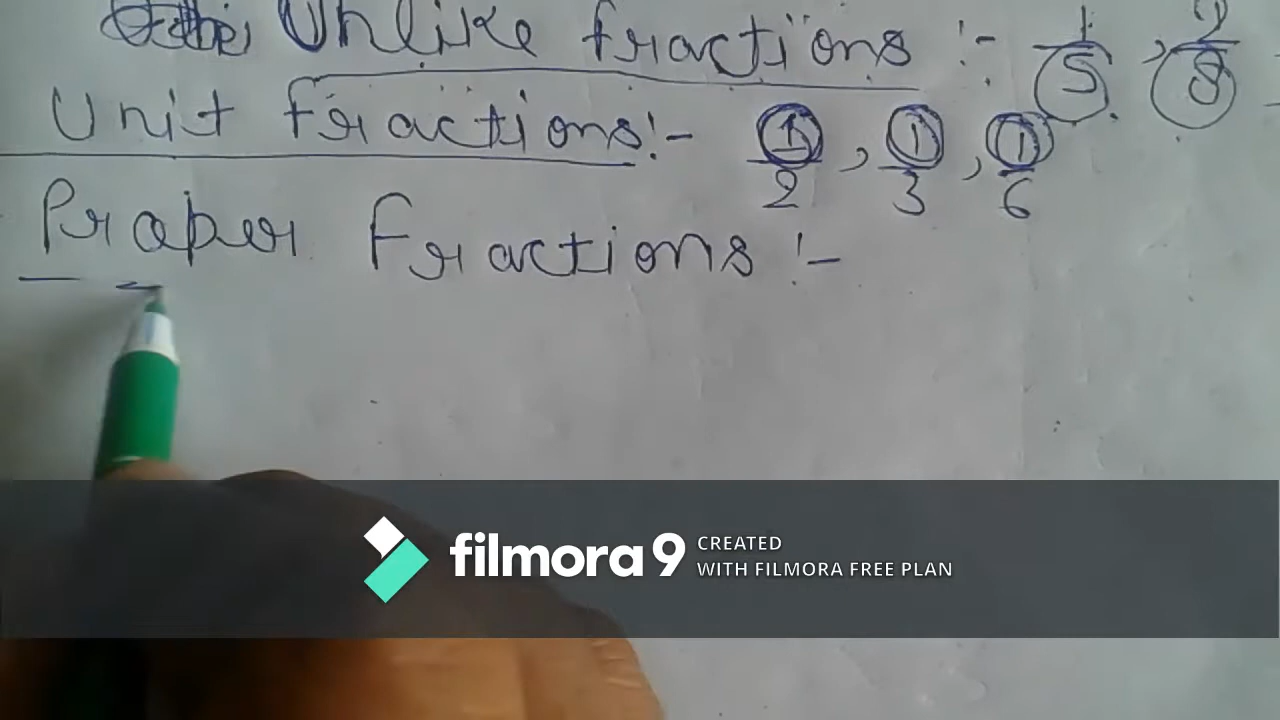 Unlike fractions :- 1/5 , 2/8
Unit fractions :- 1/2 , 1/3 , 1/6
Proper Fractions :-
filmora 9 CREATED
WITH FILMORA FREE PLAN